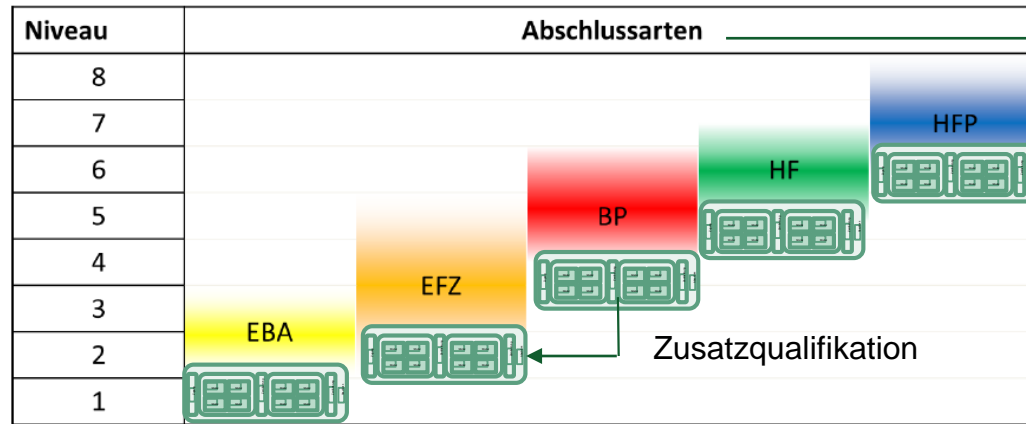 Niveau Abschlussarten
8
7 HFP
6 HF
5 BP
4
3 EFZ
2 EBA Zusatzqualifikation
1